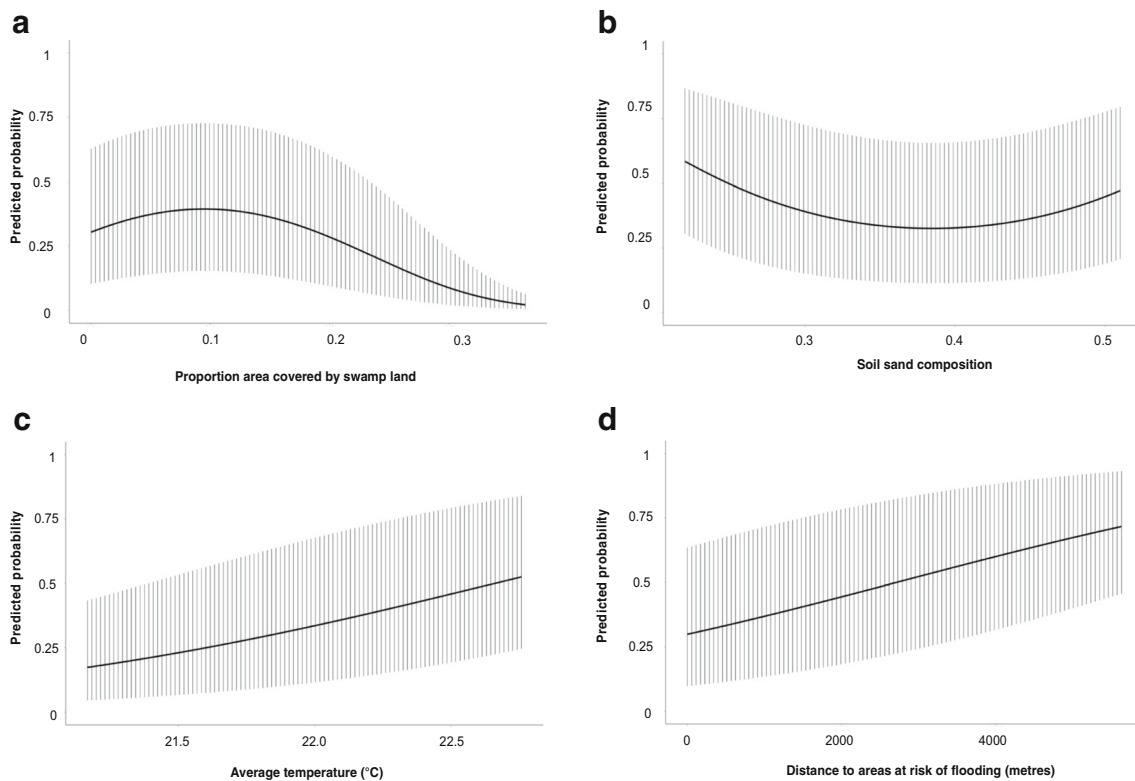 a
1
0.75
0.5
0.25
0
Predicted probability
0 0.1 0.2 0.3
Proportion area covered by swamp land
b
1
0.75
0.5
0.25
0
Predicted probability
0.3 0.4 0.5
Soil sand composition
c
1
0.75
0.5
0.25
0
Predicted probability
21.5 22.0 22.5
Average temperature (°C)
d
1
0.75
0.5
0.25
0
Predicted probability
0 2000 4000
Distance to areas at risk of flooding (metres)